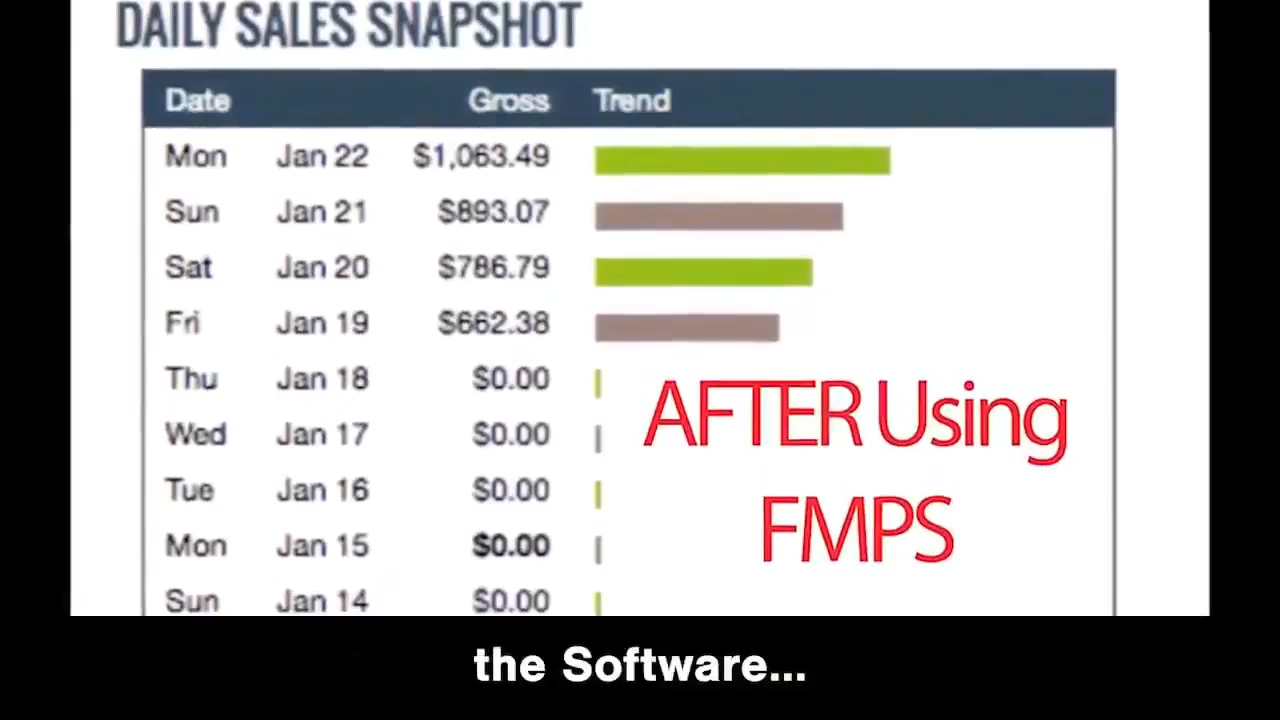 DAILY SALES SNAPSHOT
Date Gross Trend
Mon Jan 22 $1,063.49
Sun Jan 21 $893.07
Sat Jan 20 $786.79
Fri Jan 19 $662.38
Thu Jan 18 $0.00
Wed Jan 17 $0.00
Tue Jan 16 $0.00
Mon Jan 15 $0.00
Sun Jan 14 $0.00
AFTER Using
FMPS
the Software...